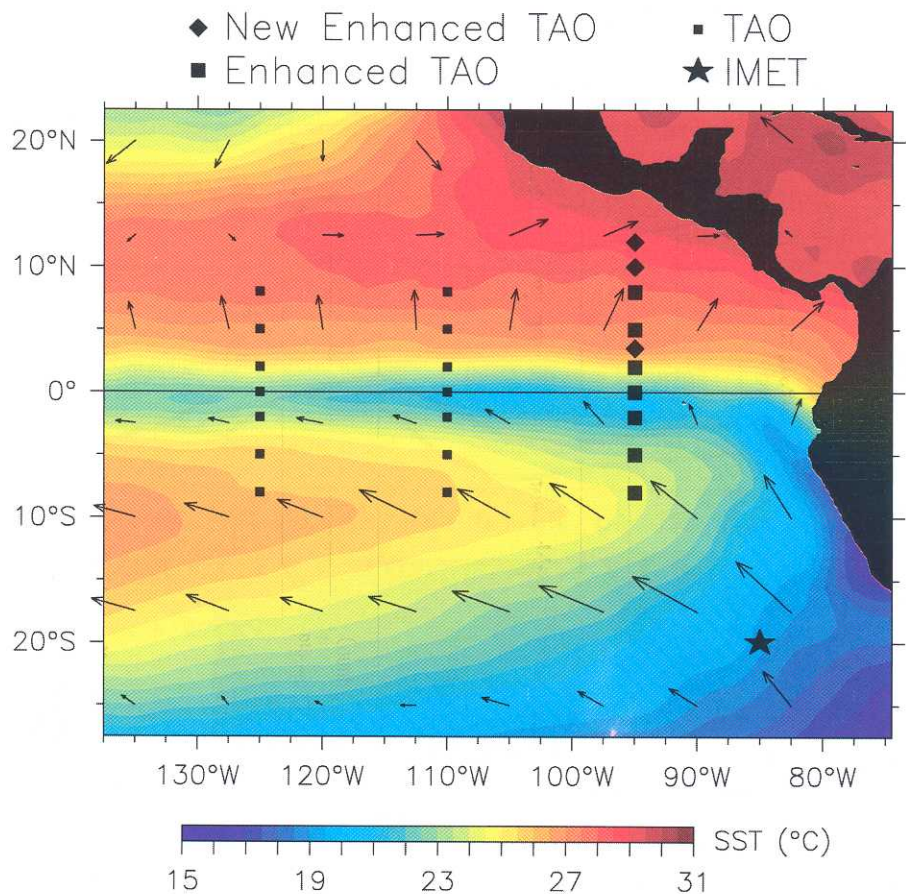 New Enhanced TAO
TAO
Enhanced TAO
IMET
20°N
10°N
0°
10°S
20°S
130°W 120°W 110°W 100°W 90°W 80°W
SST (°C)
15 19 23 27 31